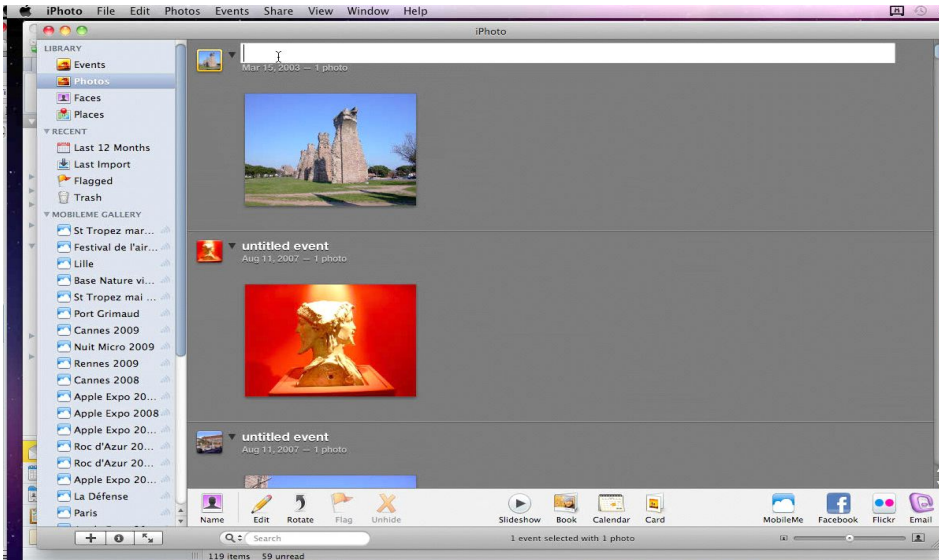 iPhoto File Edit Photos Events Share View Window Help
iPhoto
LIBRARY
Events
Photos
Faces
Places
RECENT
Last 12 Months
Last Import
Flagged
Trash
MOBILEME GALLERY
St Tropez mar...
Festival de l'air...
Lille
Base Nature vi...
St Tropez mai ...
Port Grimaud
Cannes 2009
Nuit Micro 2009
Rennes 2009
Cannes 2008
Apple Expo 20...
Apple Expo 2008
Apple Expo 20...
Roc d'Azur 20...
Roc d'Azur 20...
Apple Expo 20...
La Défense
Paris
Mar 15, 2003 — 1 photo
untitled event
Aug 11, 2007 — 1 photo
untitled event
Aug 11, 2007 — 1 photo
Name Edit Rotate Flag Unhide Slideshow Book Calendar Card MobileMe Facebook Flickr Email
Search
1 event selected with 1 photo
119 items 59 unread